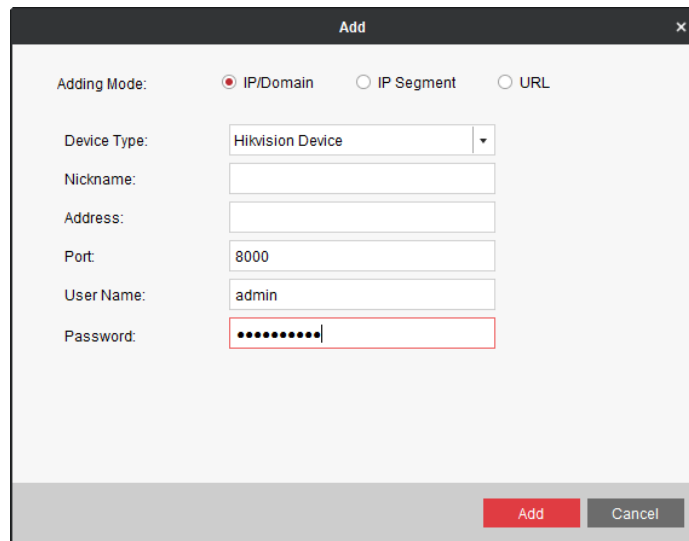 Add ×
Adding Mode: IP/Domain IP Segment URL
Device Type: Hikvision Device
Nickname:
Address:
Port: 8000
User Name: admin
Password: ●●●●●●●●●●
Add Cancel